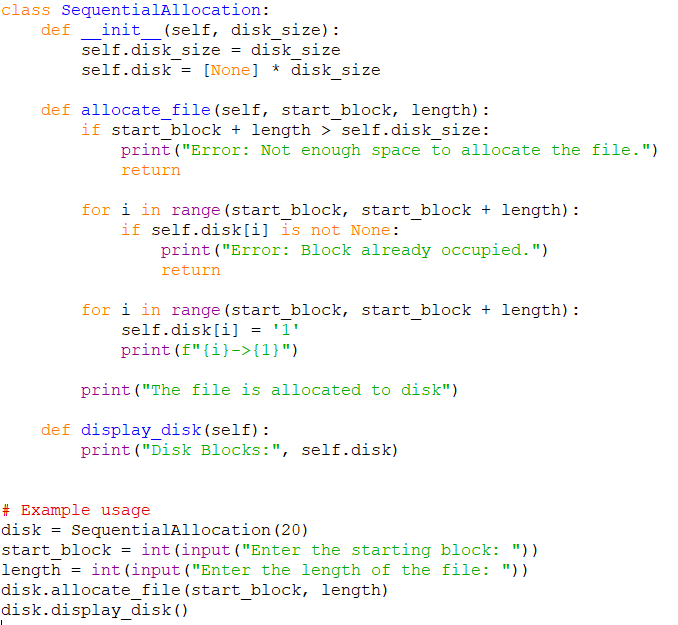 class SequentialAllocation:
    def __init__(self, disk_size):
        self.disk_size = disk_size
        self.disk = [None] * disk_size

    def allocate_file(self, start_block, length):
        if start_block + length > self.disk_size:
            print("Error: Not enough space to allocate the file.")
            return

        for i in range(start_block, start_block + length):
            if self.disk[i] is not None:
                print("Error: Block already occupied.")
                return

        for i in range(start_block, start_block + length):
            self.disk[i] = '1'
            print(f"{i}->{1}")

        print("The file is allocated to disk")

    def display_disk(self):
        print("Disk Blocks:", self.disk)


# Example usage
disk = SequentialAllocation(20)
start_block = int(input("Enter the starting block: "))
length = int(input("Enter the length of the file: "))
disk.allocate_file(start_block, length)
disk.display_disk()